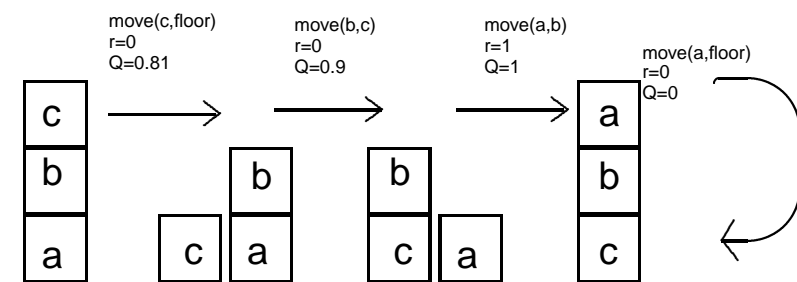 move(c,floor)
r=0
Q=0.81
move(b,c)
r=0
Q=0.9
move(a,b)
r=1
Q=1
move(a,floor)
r=0
Q=0
c
b
a
b
c a
b
c a
a
b
c